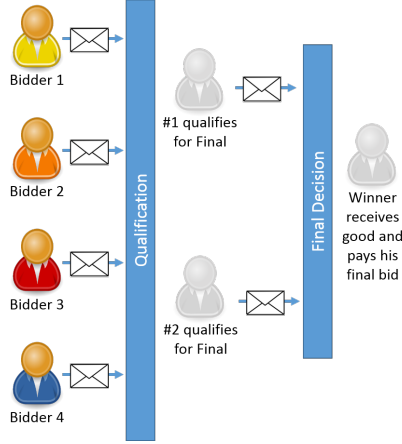 Bidder 1
Bidder 2
Bidder 3
Bidder 4
Qualification
#1 qualifies
for Final
#2 qualifies
for Final
Final Decision
Winner
receives
good and
pays his
final bid